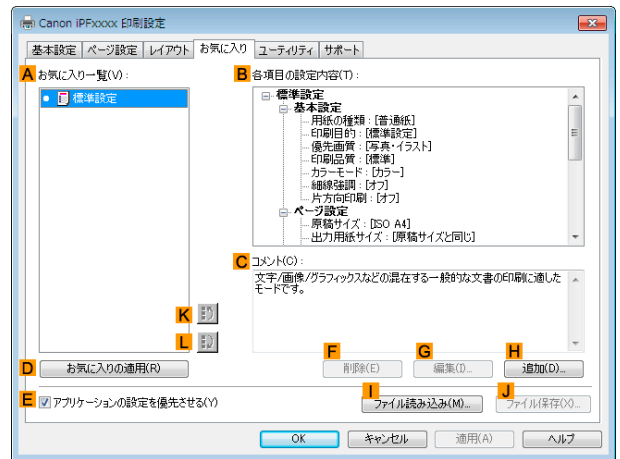 Canon iPFxxxx 印刷設定
基本設定 ページ設定 レイアウト お気に入り ユーティリティ サポート
A お気に入り一覧(V) :
標準設定
B 各項目の設定内容(T) :
標準設定
基本設定
用紙の種類 : [普通紙]
印刷目的 : [標準設定]
優先画質 : [写真・イラスト]
印刷品質 : [標準]
カラーモード : [カラー]
細線強調 : [オフ]
片方向印刷 : [オフ]
ページ設定
原稿サイズ : [ISO A4]
出力用紙サイズ : [原稿サイズと同じ]
C コメント(C) :
文字/画像/グラフィックスなどの混在する一般的な文書の印刷に適した
モードです。
K
L
D お気に入りの適用(R)
F 削除(E)
G 編集(I)...
H 追加(D)...
E アプリケーションの設定を優先させる(Y)
I ファイル読み込み(M)...
J ファイル保存(X)...
OK キャンセル 適用(A) ヘルプ